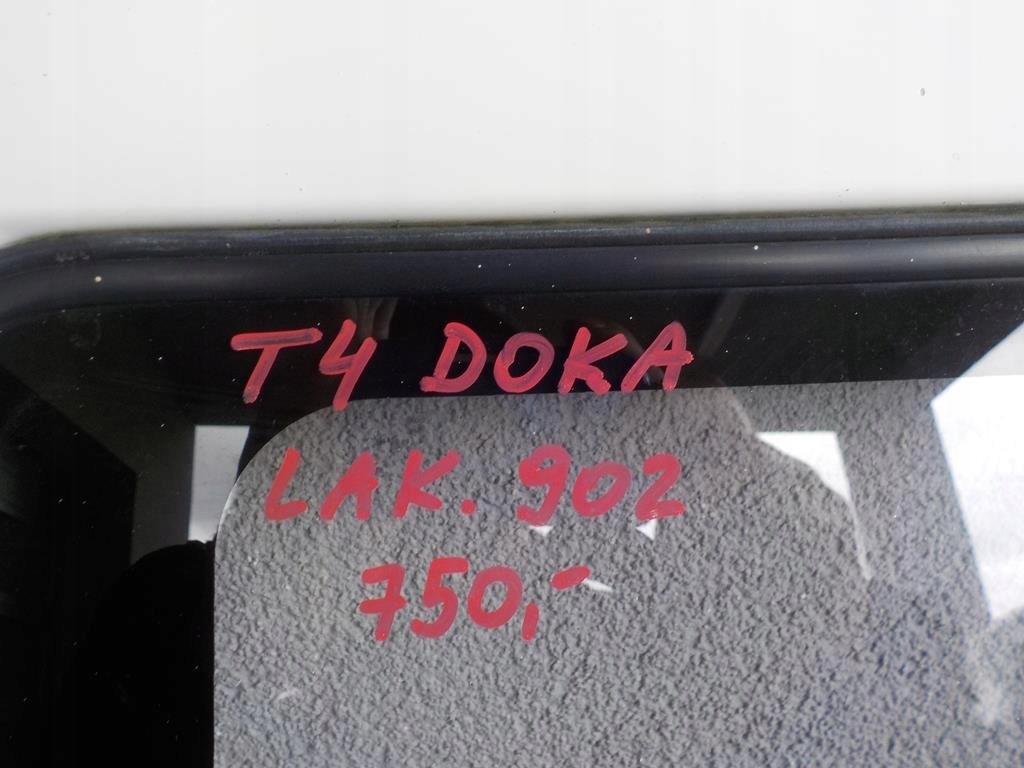 T4 DOKA
LAK. 902
750,-